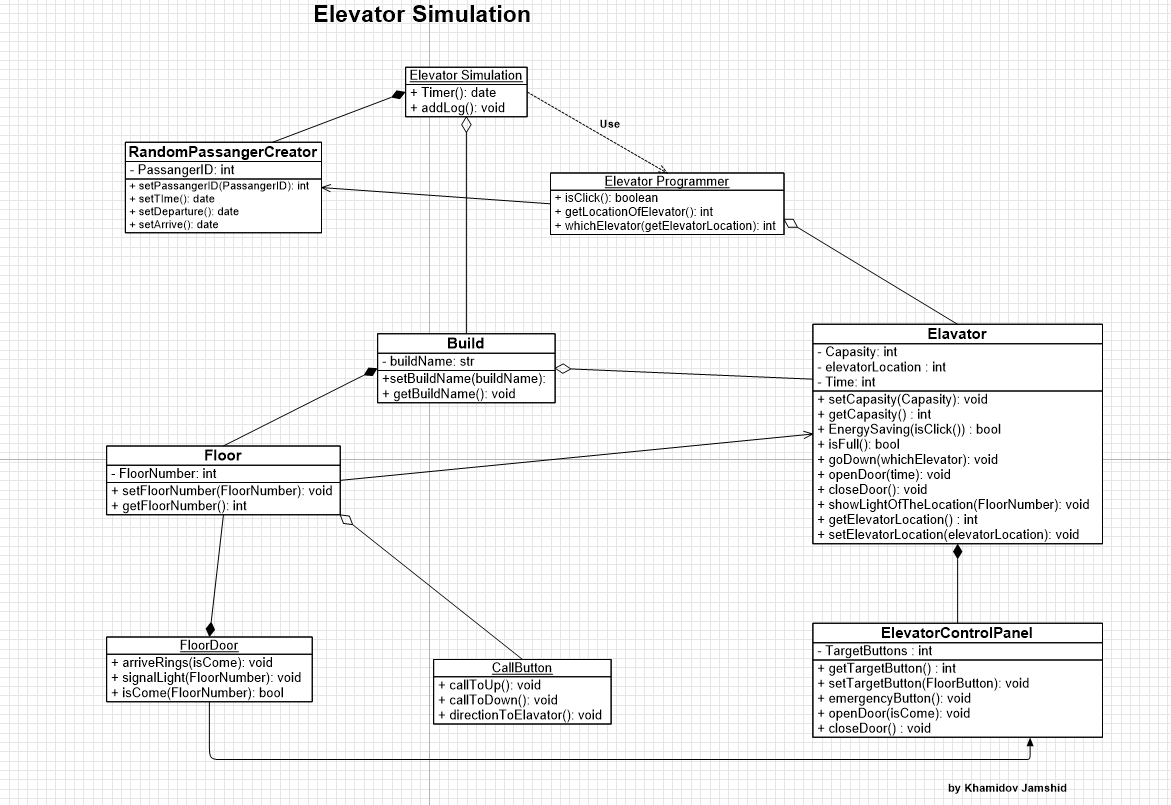 Elevator Simulation
Elevator Simulation
+ Timer(): date
+ addLog(): void
Use
RandomPassangerCreator
- PassangerID: int
+ setPassangerID(PassangerID): int
+ setTIme(): date
+ setDeparture(): date
+ setArrive(): date
Elevator Programmer
+ isClick(): boolean
+ getLocationOfElevator(): int
+ whichElevator(getElevatorLocation): int
Build
- buildName: str
+setBuildName(buildName):
+ getBuildName(): void
Elavator
- Capasity: int
- elevatorLocation : int
- Time: int
+ setCapasity(Capasity): void
+ getCapasity() : int
+ EnergySaving(isClick()) : bool
+ isFull(): bool
+ goDown(whichElevator): void
+ openDoor(time): void
+ closeDoor(): void
+ showLightOfTheLocation(FloorNumber): void
+ getElevatorLocation() : int
+ setElevatorLocation(elevatorLocation): void
Floor
- FloorNumber: int
+ setFloorNumber(FloorNumber): void
+ getFloorNumber(): int
FloorDoor
+ arriveRings(isCome): void
+ signalLight(FloorNumber): void
+ isCome(FloorNumber): bool
CallButton
+ callToUp(): void
+ callToDown(): void
+ directionToElavator(): void
ElevatorControlPanel
- TargetButtons : int
+ getTargetButton() : int
+ setTargetButton(FloorButton): void
+ emergencyButton(): void
+ openDoor(isCome): void
+ closeDoor() : void
by Khamidov Jamshid